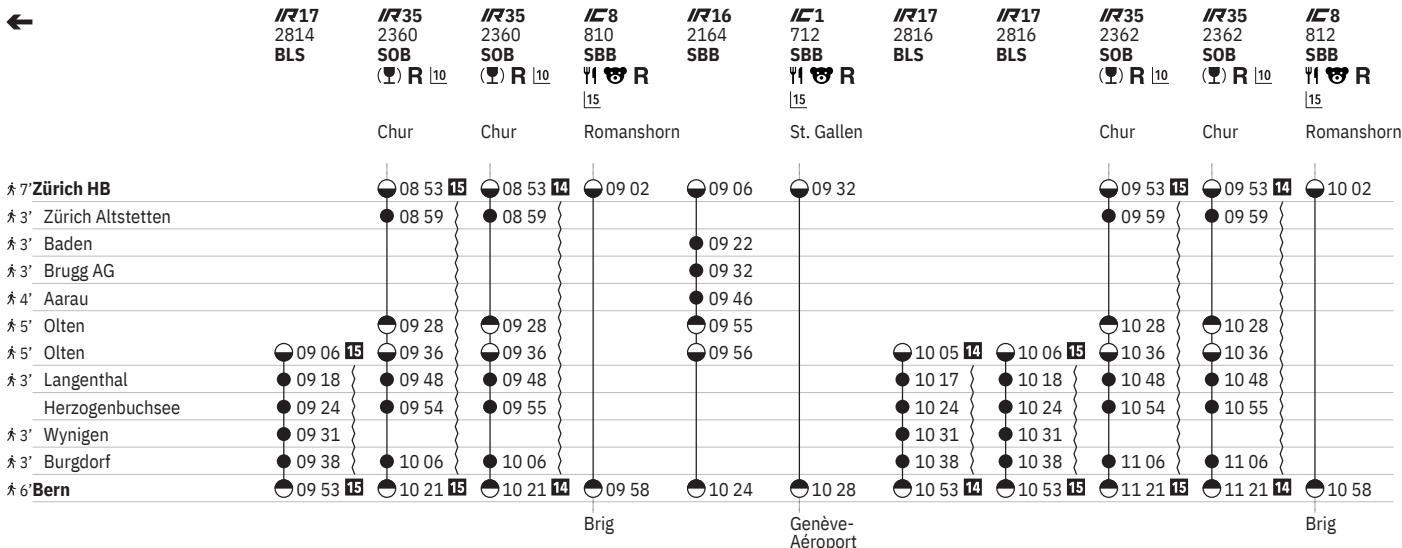 IR17 IR35 IR35 IC8 IR16 IC1 IR17 IR17 IR35 IR35 IC8
2814 2360 2360 810 2164 712 2816 2816 2362 2362 812
BLS SOB SOB SBB SBB SBB BLS BLS SOB SOB SBB
R 10 R 10 R R R 10 R 10 R
15 15 15
Chur Chur Romanshorn St. Gallen Chur Chur Romanshorn
7’ Zürich HB 08 53 15 08 53 14 09 02 09 06 09 32 09 53 15 09 53 14 10 02
3’ Zürich Altstetten 08 59 08 59 09 59 09 59
3’ Baden 09 22
3’ Brugg AG 09 32
4’ Aarau 09 46
5’ Olten 09 28 09 28 09 55 10 28 10 28
5’ Olten 09 06 15 09 36 09 36 09 56 10 05 14 10 06 15 10 36 10 36
3’ Langenthal 09 18 09 48 09 48 10 17 10 18 10 48 10 48
Herzogenbuchsee 09 24 09 54 09 55 10 24 10 24 10 54 10 55
3’ Wynigen 09 31 10 31 10 31
3’ Burgdorf 09 38 10 06 10 06 10 38 10 38 11 06 11 06
6’ Bern 09 53 15 10 21 15 10 21 14 09 58 10 24 10 28 10 53 14 10 53 15 11 21 15 11 21 14 10 58
Brig Genève- Brig
Aéroport